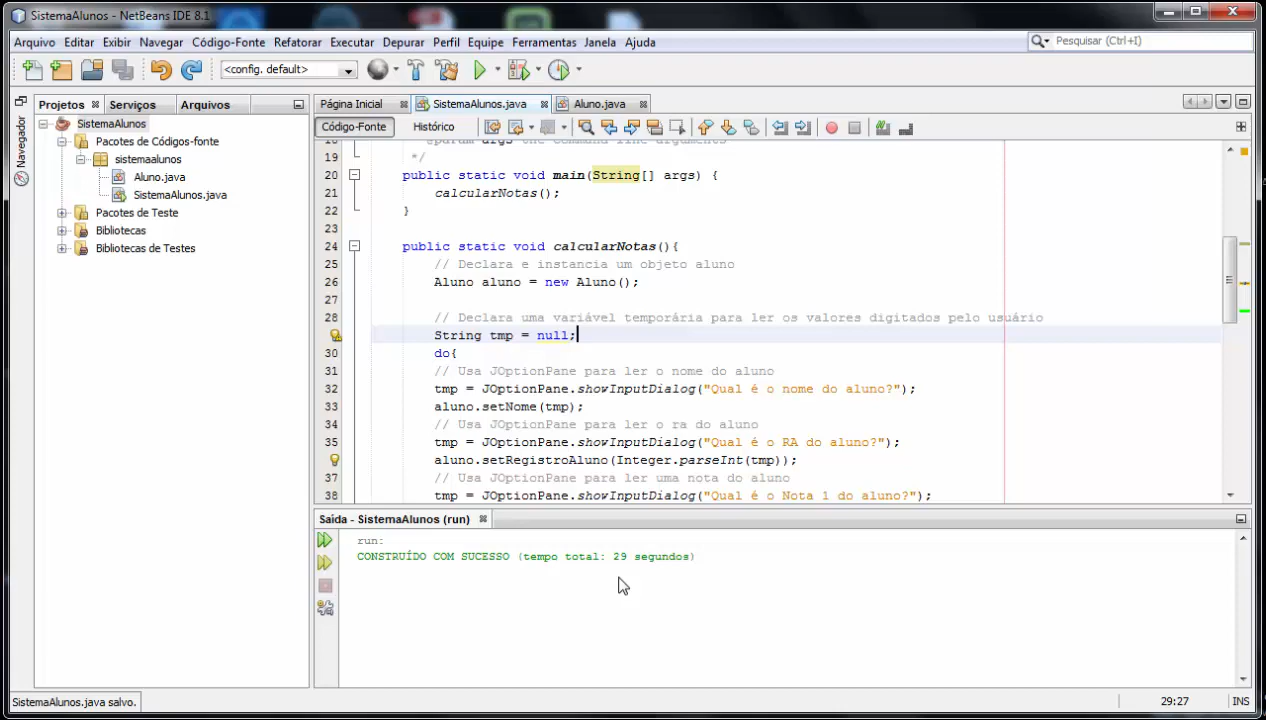 SistemaAlunos - NetBeans IDE 8.1
Arquivo Editar Exibir Navegar Código-Fonte Refatorar Executar Depurar Perfil Equipe Ferramentas Janela Ajuda
Pesquisar (Ctrl+I)
<config. default>
Projetos Serviços Arquivos
Navegador
SistemaAlunos
Pacotes de Códigos-fonte
sistemaalunos
Aluno.java
SistemaAlunos.java
Pacotes de Teste
Bibliotecas
Bibliotecas de Testes
Página Inicial SistemaAlunos.java Aluno.java
Código-Fonte Histórico
18 @param args the command line arguments
19 */
20 public static void main(String[] args) {
21 calcularNotas();
22 }
23
24 public static void calcularNotas(){
25 // Declara e instancia um objeto aluno
26 Aluno aluno = new Aluno();
27
28 // Declara uma variável temporária para ler os valores digitados pelo usuário
String tmp = null;
30 do{
31 // Usa JOptionPane para ler o nome do aluno
32 tmp = JOptionPane.showInputDialog("Qual é o nome do aluno?");
33 aluno.setNome(tmp);
34 // Usa JOptionPane para ler o ra do aluno
35 tmp = JOptionPane.showInputDialog("Qual é o RA do aluno?");
aluno.setRegistroAluno(Integer.parseInt(tmp));
37 // Usa JOptionPane para ler uma nota do aluno
38 tmp = JOptionPane.showInputDialog("Qual é o Nota 1 do aluno?");
Saída - SistemaAlunos (run)
run:
CONSTRUÍDO COM SUCESSO (tempo total: 29 segundos)
SistemaAlunos.java salvo.
29:27 INS